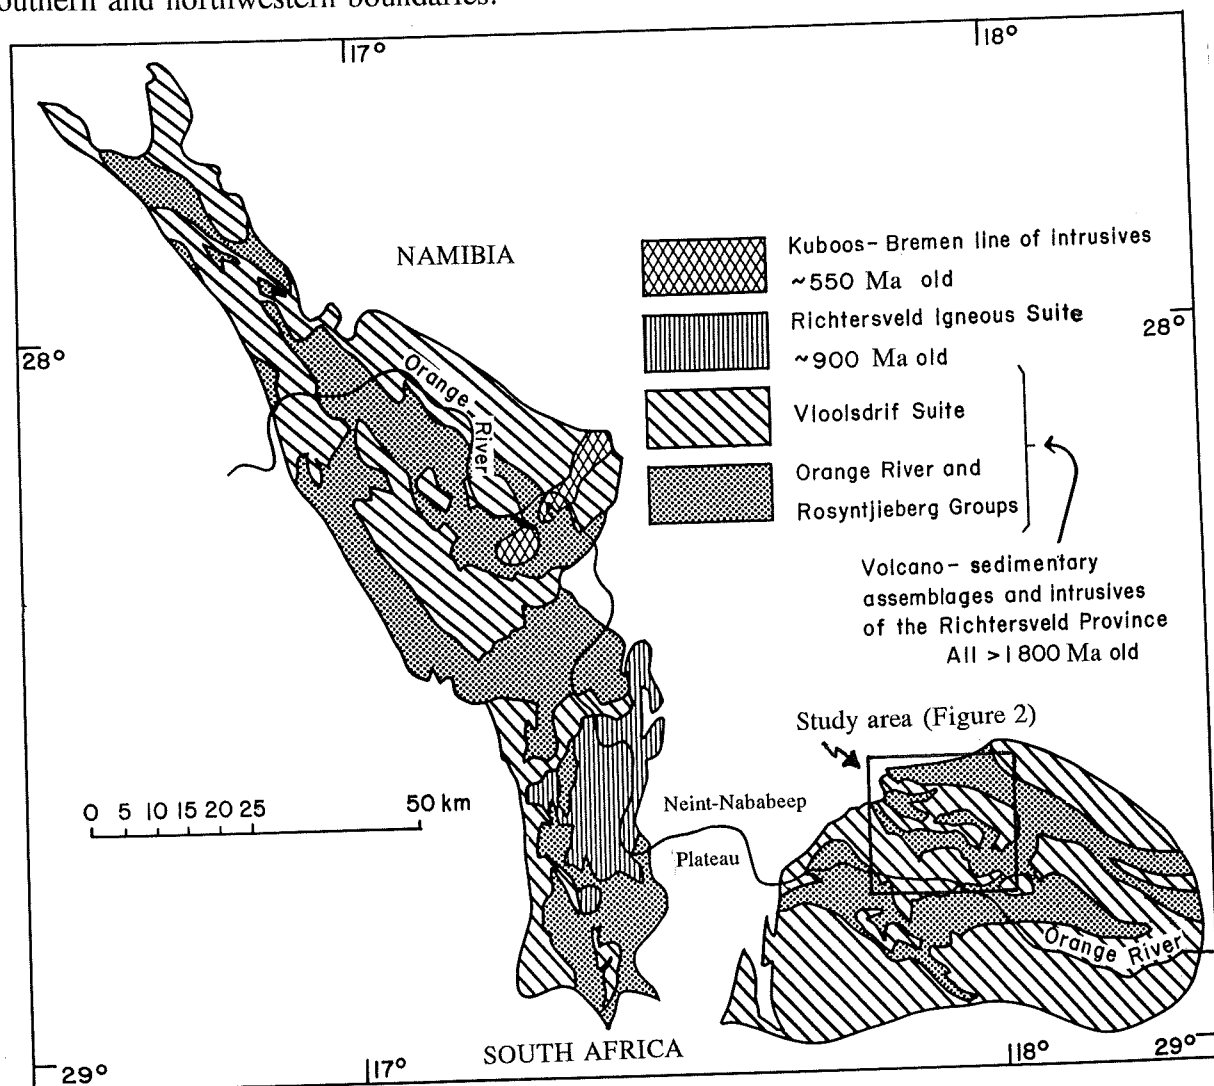 outhern and northwestern boundaries.
17°
18°
NAMIBIA
Kuboos-Bremen line of intrusives
~550 Ma old
Richtersveld Igneous Suite
~900 Ma old
28°
28°
Vloolsdrif Suite
Orange River and
Rosyntjieberg Groups
Orange
River
Volcano-sedimentary
assemblages and intrusives
of the Richtersveld Province
All >1800 Ma old
Study area (Figure 2)
0 5 10 15 20 25 50 km
Neint-Nababeep
Plateau
Orange River
SOUTH AFRICA
29°
17°
18°
29°